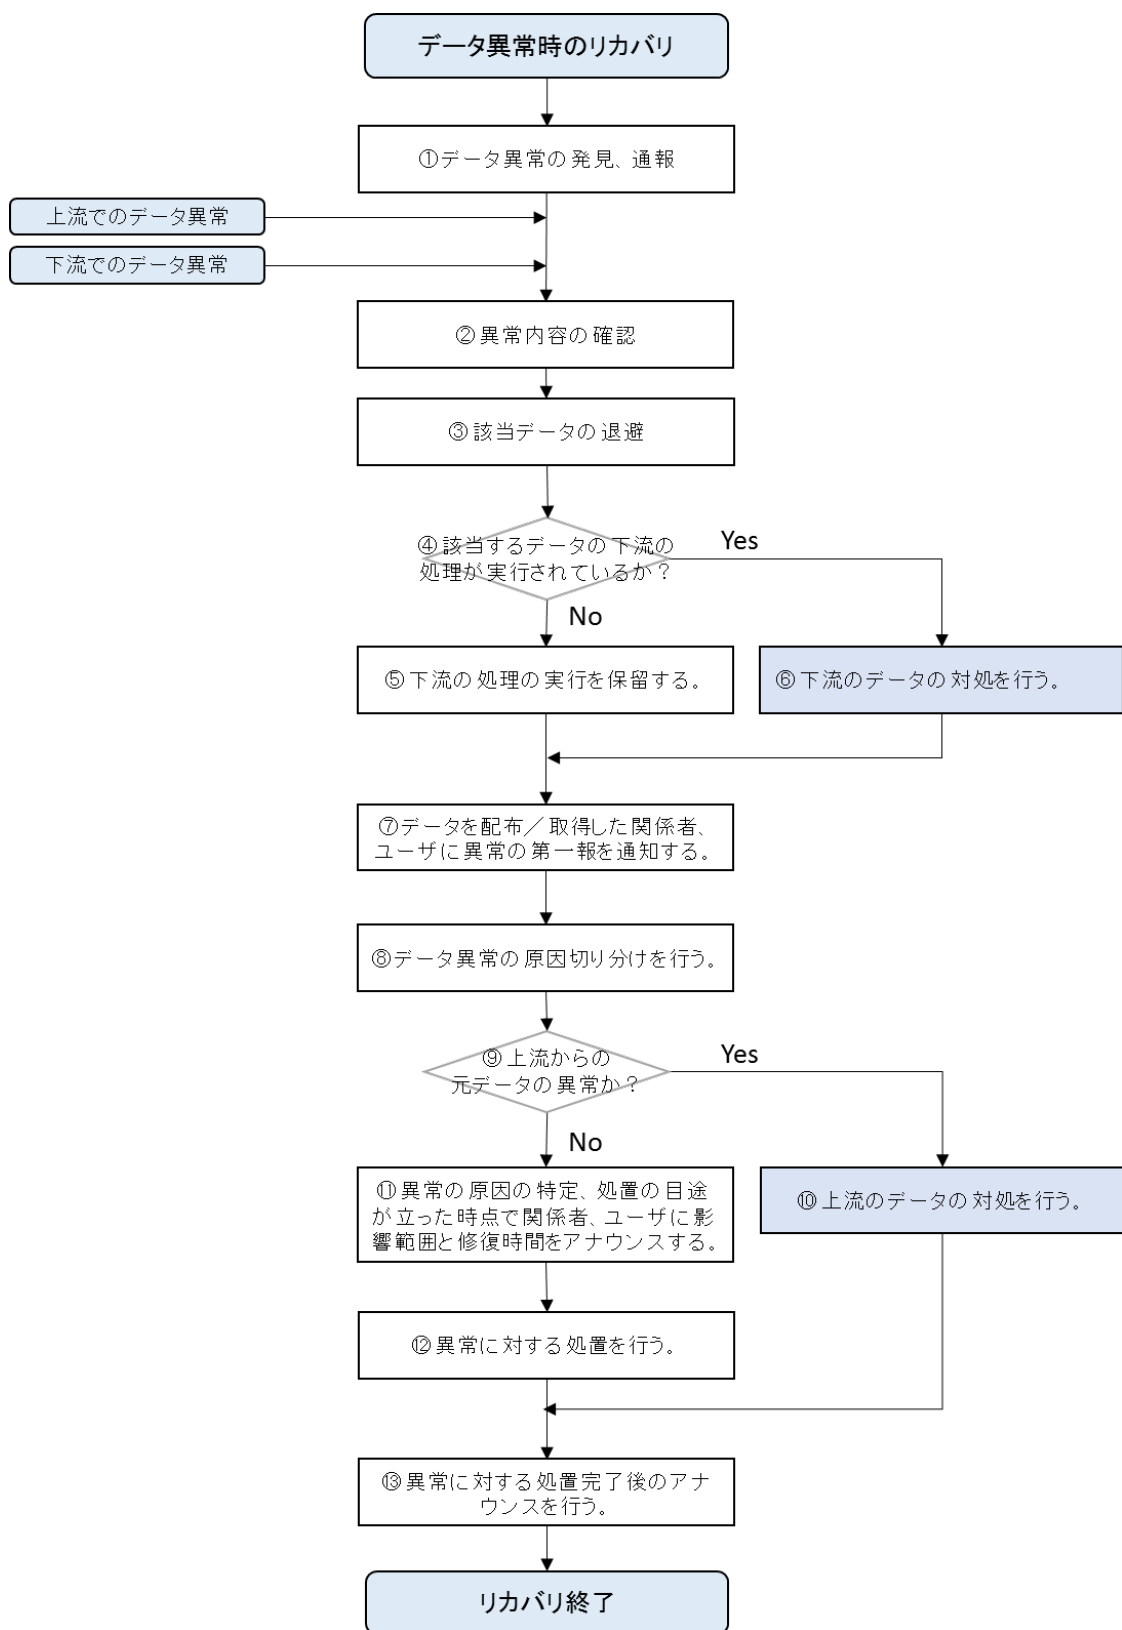 データ異常時のリカバリ
①データ異常の発見、通報
上流でのデータ異常
下流でのデータ異常
②異常内容の確認
③該当データの退避
④該当するデータの下流の
処理が実行されているか？
Yes
No
⑤下流の処理の実行を保留する。
⑥下流のデータの対処を行う。
⑦データを配布／取得した関係者、
ユーザに異常の第一報を通知する。
⑧データ異常の原因切り分けを行う。
⑨上流からの
元データの異常か？
Yes
No
⑪異常の原因の特定、処置の目途
が立った時点で関係者、ユーザに影
響範囲と修復時間をアナウンスする。
⑩上流のデータの対処を行う。
⑫異常に対する処置を行う。
⑬異常に対する処置完了後のアナ
ウンスを行う。
リカバリ終了